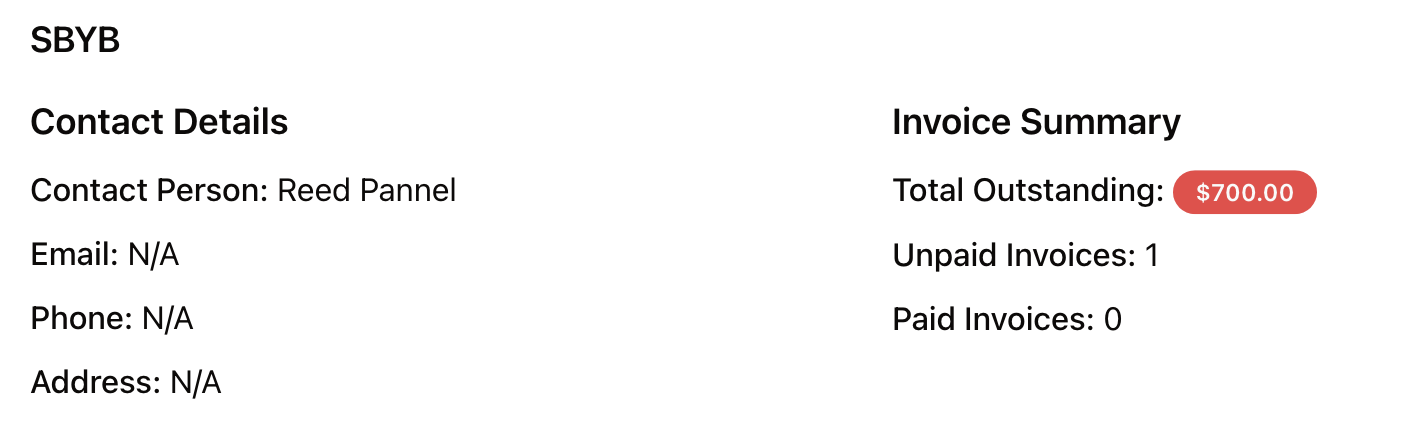 SBYB
Contact Details
Contact Person: Reed Pannel
Email: N/A
Phone: N/A
Address: N/A
Invoice Summary
Total Outstanding: $700.00
Unpaid Invoices: 1
Paid Invoices: 0